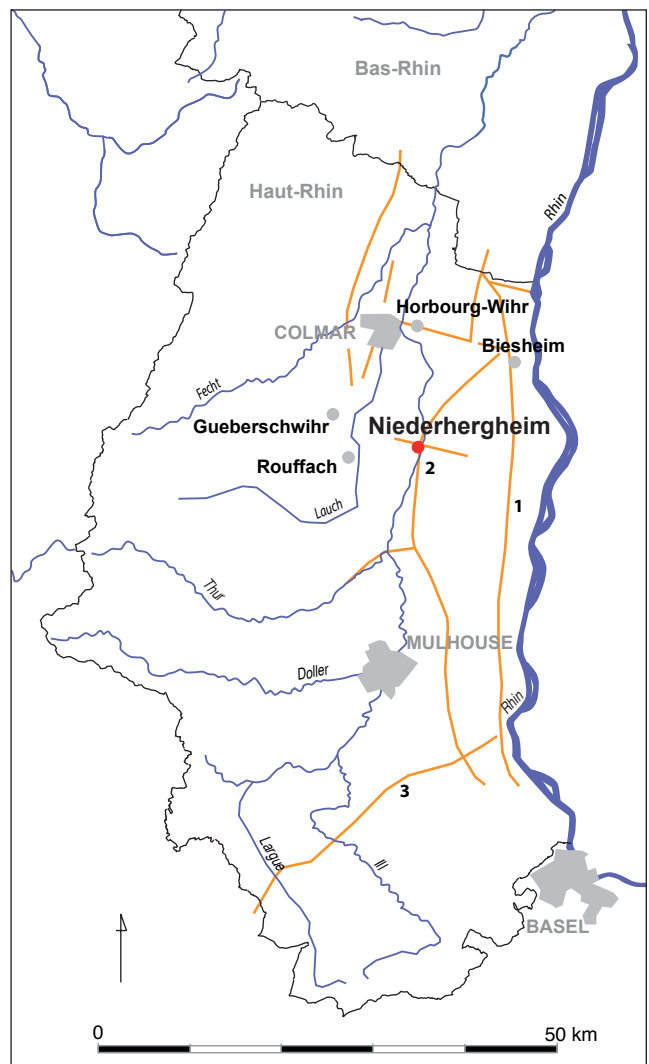 Bas-Rhin
Haut-Rhin
Rhin
Horbourg-Wihr
COLMAR
Biesheim
Fecht
Gueberschwihr
Niederhergheim
Rouffach
2
1
Lauch
Thur
MULHOUSE
Doller
Rhin
3
Largue
Ill
BASEL
0 50 km